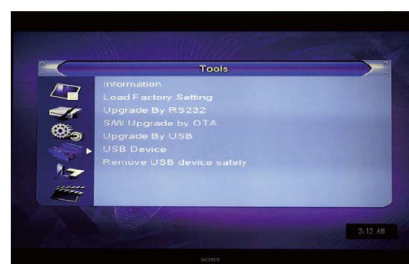 Tools
Information
Load Factory Setting
Upgrade By RS232
S/W Upgrade by OTA
Upgrade By USB
USB Device
Remove USB device safely
3:12 AM
SONY